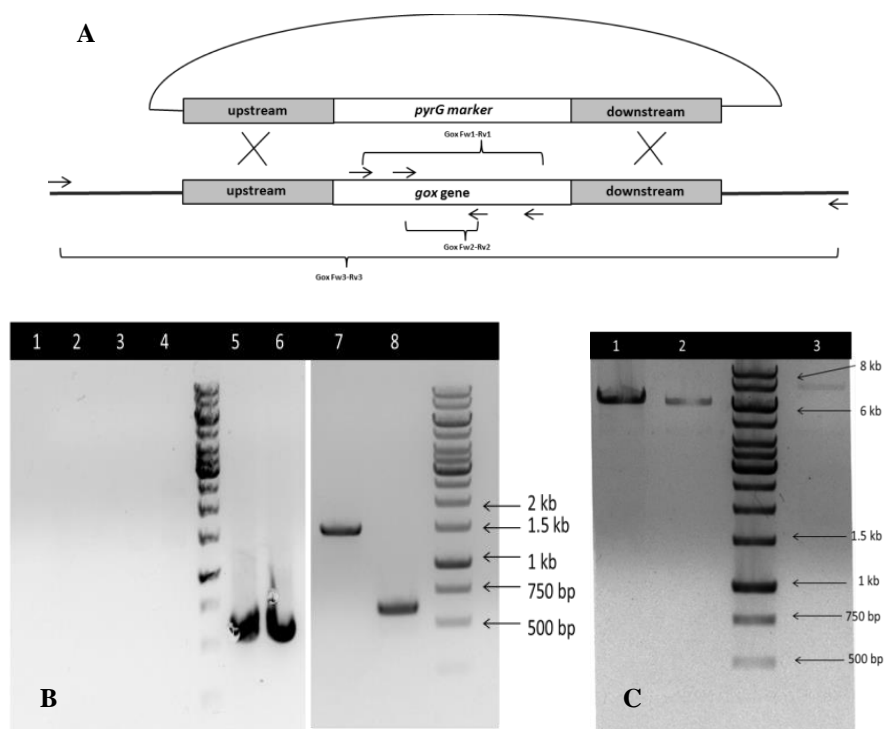 A
upstream
pyrG marker
downstream
Gox Fw1-Rv1
upstream
gox gene
downstream
Gox Fw2-Rv2
Gox Fw3-Rv3
1 2 3 4 5 6 7 8
2 kb
1.5 kb
1 kb
750 bp
500 bp
B
1 2 3
8 kb
6 kb
1.5 kb
1 kb
750 bp
500 bp
C